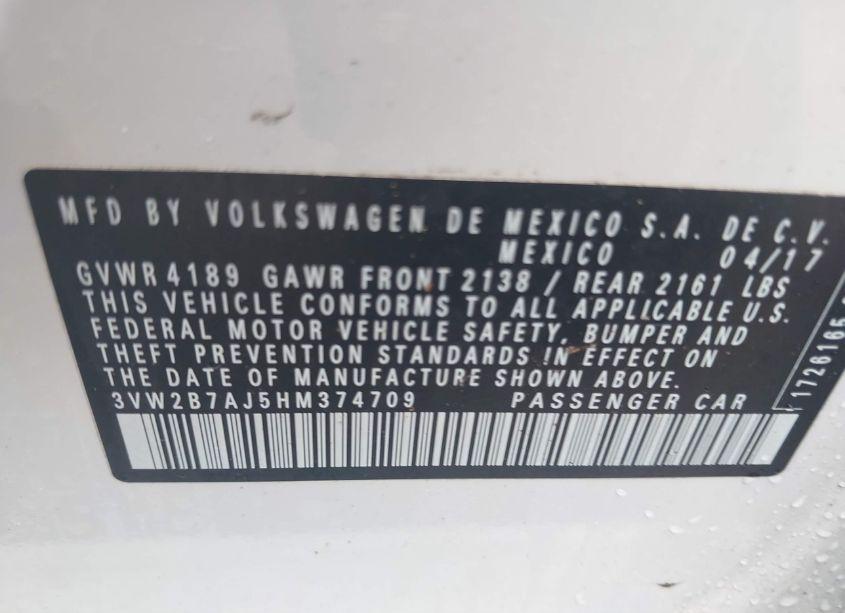 MFD BY VOLKSWAGEN DE MEXICO S.A. DE C.V.
MEXICO 04/17
GVWR 4189 GAWR FRONT 2138 / REAR 2161 LBS
THIS VEHICLE CONFORMS TO ALL APPLICABLE U.S.
FEDERAL MOTOR VEHICLE SAFETY, BUMPER AND
THEFT PREVENTION STANDARDS IN EFFECT ON
THE DATE OF MANUFACTURE SHOWN ABOVE.
3VW2B7AJ5HM374709 PASSENGER CAR
1726165